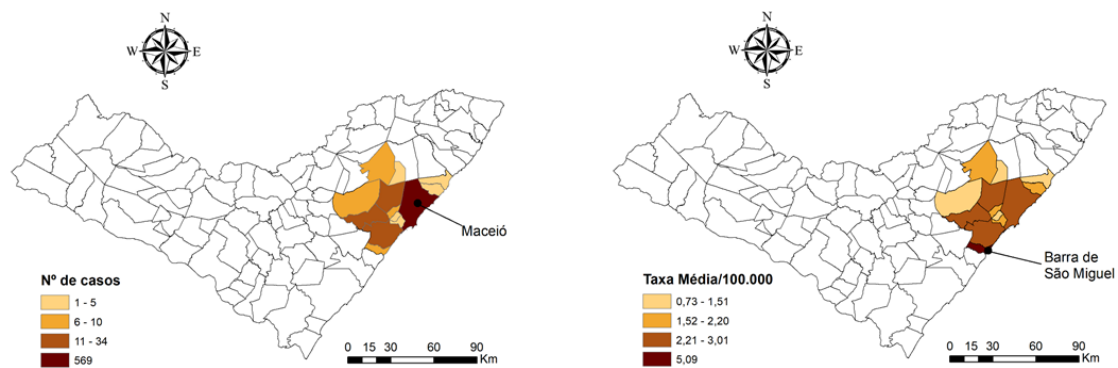 N
W E
S
Maceió
Nº de casos
1 - 5
6 - 10
11 - 34
569
0 15 30 60 90
Km
N
W E
S
Barra de
São Miguel
Taxa Média/100.000
0,73 - 1,51
1,52 - 2,20
2,21 - 3,01
5,09
0 15 30 60 90
Km